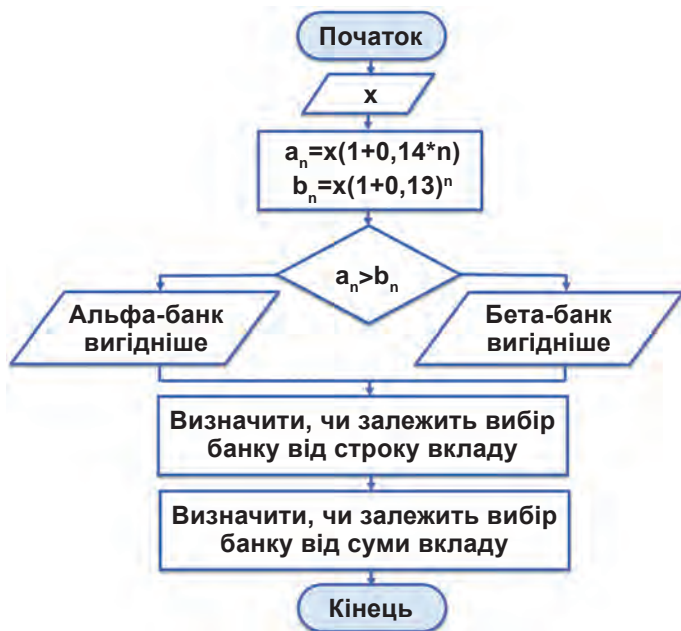 Початок
x
aₙ=x(1+0,14*n)
bₙ=x(1+0,13)ⁿ
aₙ>bₙ
Альфа-банк
вигідніше
Бета-банк
вигідніше
Визначити, чи залежить вибір
банку від строку вкладу
Визначити, чи залежить вибір
банку від суми вкладу
Кінець